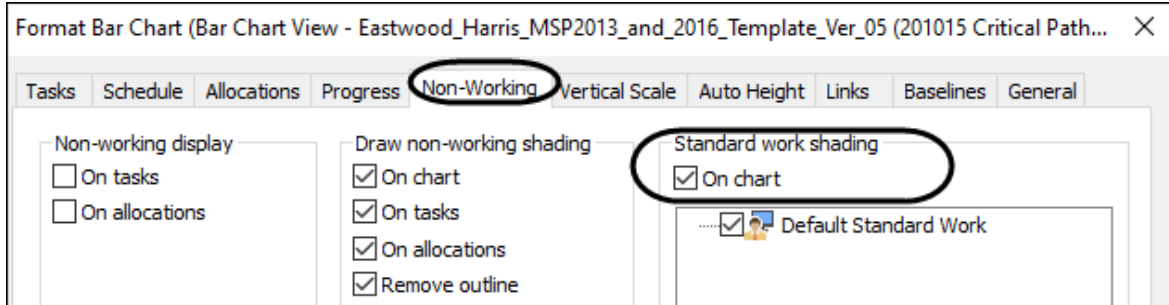 Format Bar Chart (Bar Chart View - Eastwood_Harris_MSP2013_and_2016_Template_Ver_05 (201015 Critical Path...
Tasks Schedule Allocations Progress Non-Working Vertical Scale Auto Height Links Baselines General
Non-working display
On tasks
On allocations
Draw non-working shading
On chart
On tasks
On allocations
Remove outline
Standard work shading
On chart
Default Standard Work